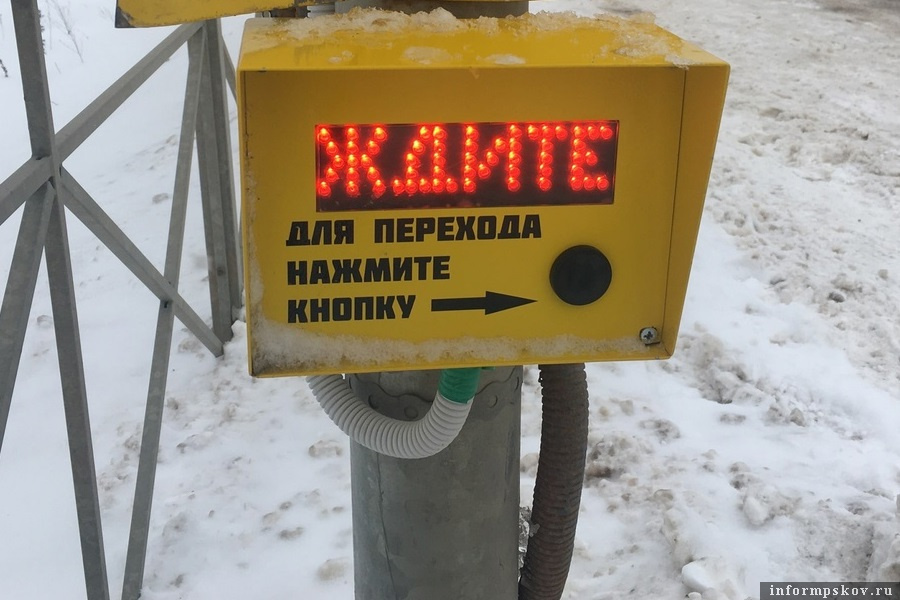 ЖДИТЕ
ДЛЯ ПЕРЕХОДА
НАЖМИТЕ
КНОПКУ
informpskov.ru